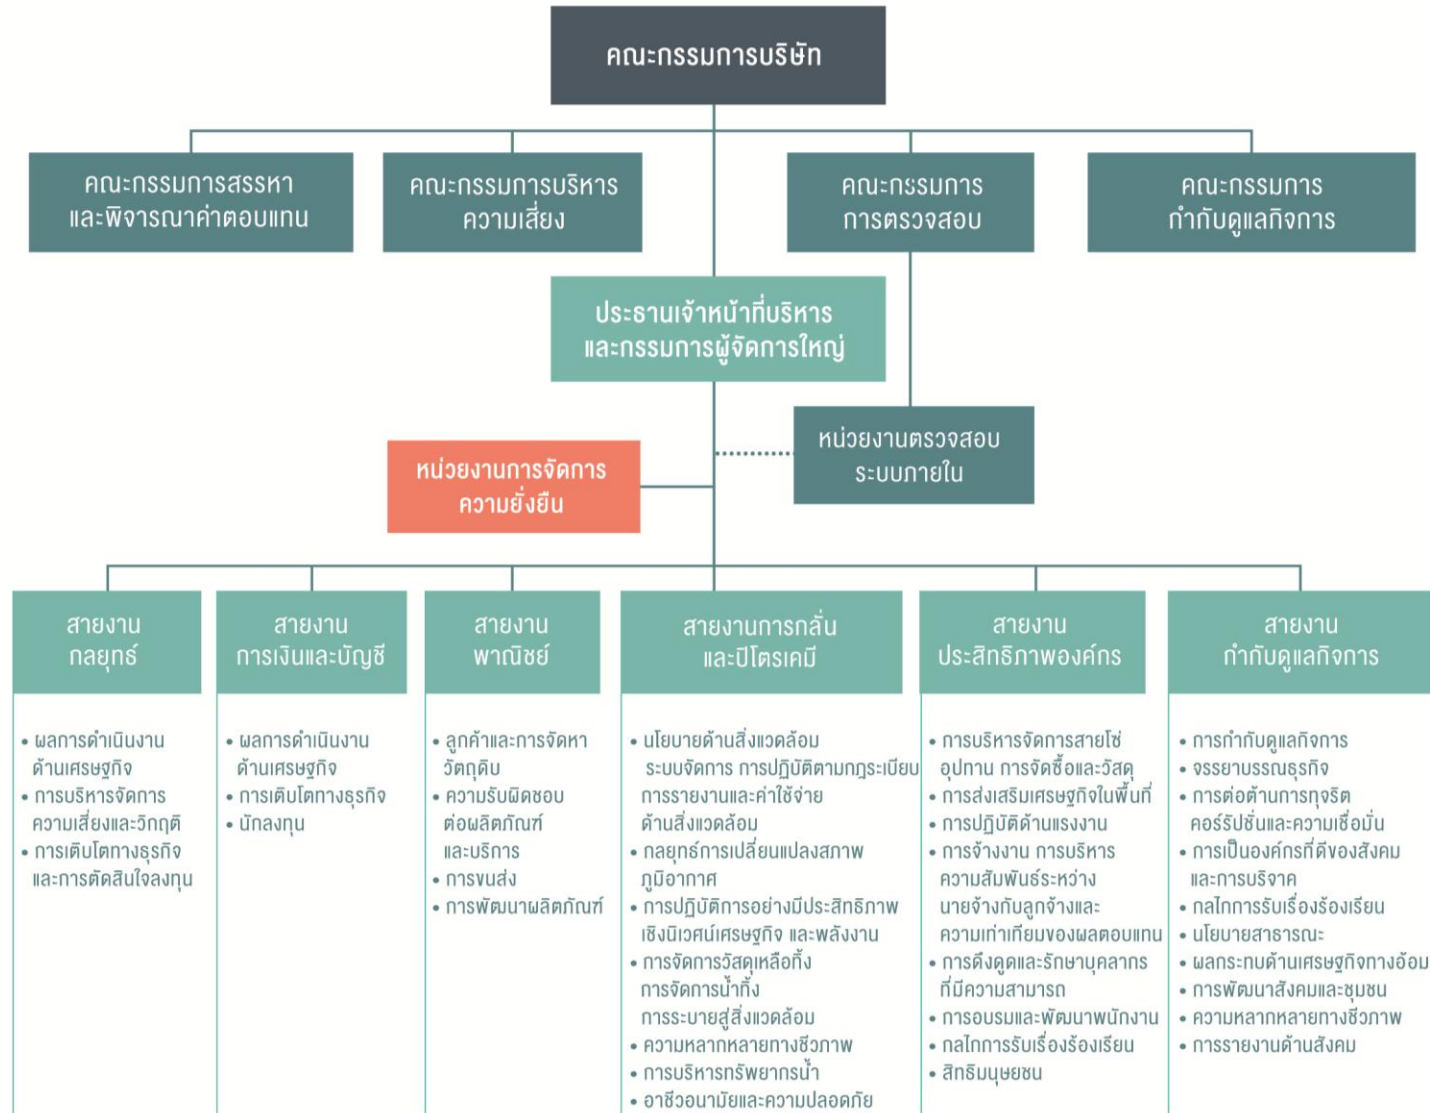 คณะกรรมการบริษัท
คณะกรรมการสรรหา
และพิจารณาค่าตอบแทน
คณะกรรมการบริหาร
ความเสี่ยง
คณะกรรมการ
การตรวจสอบ
คณะกรรมการ
กำกับดูแลกิจการ
ประธานเจ้าหน้าที่บริหาร
และกรรมการผู้จัดการใหญ่
หน่วยงานตรวจสอบ
ระบบภายใน
หน่วยงานการจัดการ
ความยั่งยืน
สายงาน
กลยุทธ์
• ผลการดำเนินงาน
ด้านเศรษฐกิจ
• การบริหารจัดการ
ความเสี่ยงและวิกฤติ
• การเติบโตทางธุรกิจ
และการตัดสินใจลงทุน
สายงาน
การเงินและบัญชี
• ผลการดำเนินงาน
ด้านเศรษฐกิจ
• การเติบโตทางธุรกิจ
• นักลงทุน
สายงาน
พาณิชย์
• ลูกค้าและการจัดหา
วัตถุดิบ
• ความรับผิดชอบ
ต่อผลิตภัณฑ์
และบริการ
• การขนส่ง
• การพัฒนาผลิตภัณฑ์
สายงานการกลั่น
และปิโตรเคมี
• นโยบายด้านสิ่งแวดล้อม
ระบบจัดการ การปฏิบัติตามกฎระเบียบ
การรายงานและค่าใช้จ่าย
ด้านสิ่งแวดล้อม
• กลยุทธ์การเปลี่ยนแปลงสภาพ
ภูมิอากาศ
• การปฏิบัติการอย่างมีประสิทธิภาพ
เชิงนิเวศน์เศรษฐกิจ และพลังงาน
• การจัดการวัสดุเหลือทิ้ง
การจัดการน้ำทิ้ง
การระบายสู่สิ่งแวดล้อม
• ความหลากหลายทางชีวภาพ
• การบริหารทรัพยากรน้ำ
• อาชีวอนามัยและความปลอดภัย
สายงาน
ประสิทธิภาพองค์กร
• การบริหารจัดการสายโซ่
อุปทาน การจัดซื้อและวัสดุ
• การส่งเสริมเศรษฐกิจในพื้นที่
• การปฏิบัติด้านแรงงาน
• การจ้างงาน การบริหาร
ความสัมพันธ์ระหว่าง
นายจ้างกับลูกจ้างและ
ความเท่าเทียมของผลตอบแทน
• การดึงดูดและรักษาบุคลากร
ที่มีความสามารถ
• การอบรมและพัฒนาพนักงาน
• กลไกการรับเรื่องร้องเรียน
• สิทธิมนุษยชน
สายงาน
กำกับดูแลกิจการ
• การกำกับดูแลกิจการ
• จรรยาบรรณธุรกิจ
• การต่อต้านการทุจริต
คอร์รัปชั่นและความเชื่อมั่น
• การเป็นองค์กรที่ดีของสังคม
และการบริจาค
• กลไกการรับเรื่องร้องเรียน
• นโยบายสาธารณะ
• ผลกระทบด้านเศรษฐกิจทางอ้อม
• การพัฒนาสังคมและชุมชน
• ความหลากหลายทางชีวภาพ
• การรายงานด้านสังคม